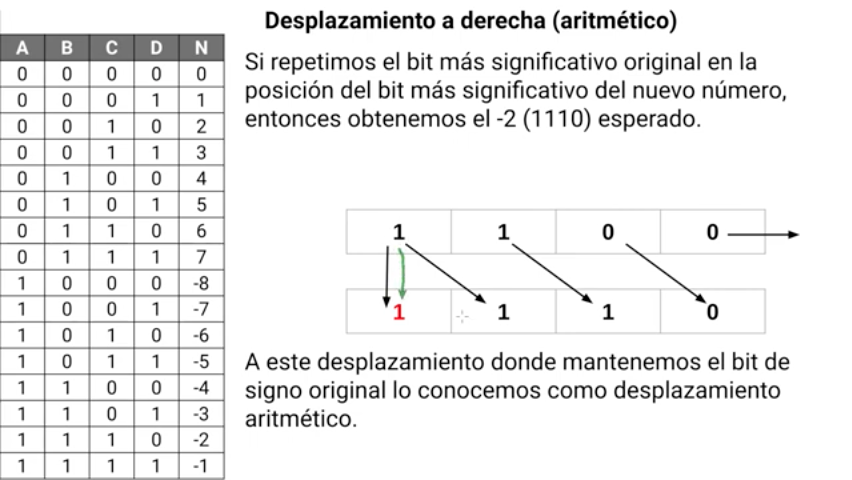 Desplazamiento a derecha (aritmético)
A B C D N
0 0 0 0 0
0 0 0 1 1
0 0 1 0 2
0 0 1 1 3
0 1 0 0 4
0 1 0 1 5
0 1 1 0 6
0 1 1 1 7
1 0 0 0 -8
1 0 0 1 -7
1 0 1 0 -6
1 0 1 1 -5
1 1 0 0 -4
1 1 0 1 -3
1 1 1 0 -2
1 1 1 1 -1
Si repetimos el bit más significativo original en la
posición del bit más significativo del nuevo número,
entonces obtenemos el -2 (1110) esperado.
1 1 0 0
1 1 1 0
A este desplazamiento donde mantenemos el bit de
signo original lo conocemos como desplazamiento
aritmético.